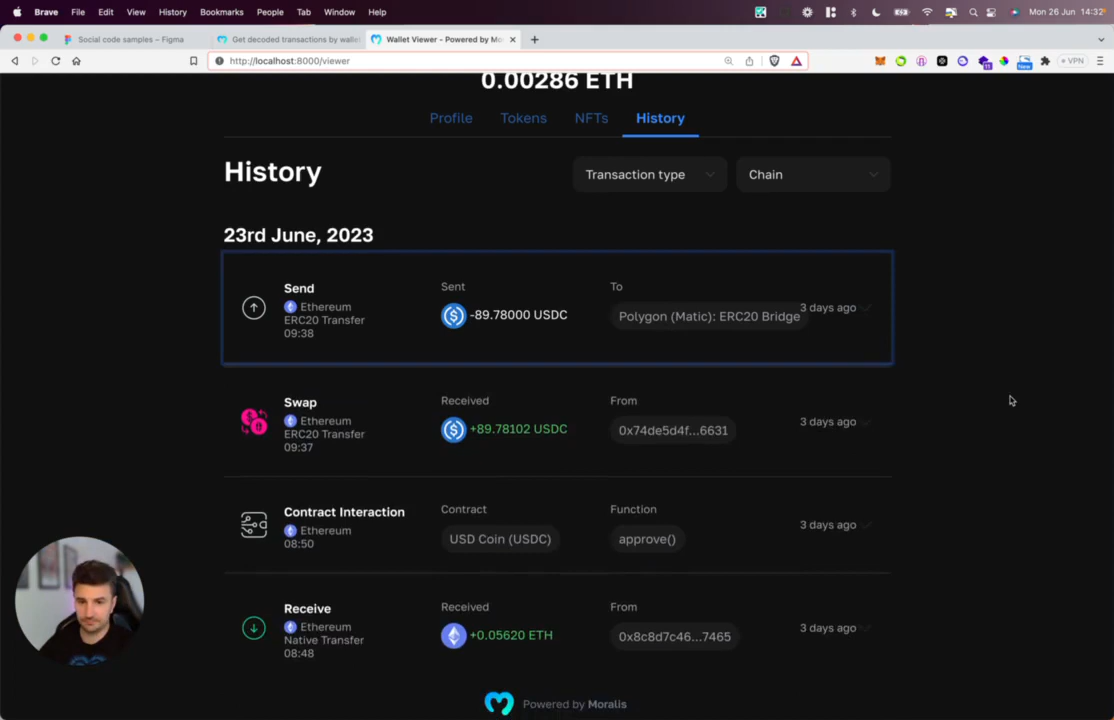 Brave File Edit View History Bookmarks People Tab Window Help Mon 26 Jun 14:32
Social code samples – Figma
Get decoded transactions by wallet
Wallet Viewer - Powered by Mo
http://localhost:8000/viewer
11
New
VPN
0.00286 ETH
Profile Tokens NFTs History
History
Transaction type Chain
23rd June, 2023
Send Sent To
Ethereum
ERC20 Transfer -89.78000 USDC Polygon (Matic): ERC20 Bridge 3 days ago
09:38
Swap Received From
Ethereum
ERC20 Transfer +89.78102 USDC 0x74de5d4f...6631 3 days ago
09:37
Contract Interaction Contract Function
Ethereum USD Coin (USDC) approve() 3 days ago
08:50
Receive Received From
Ethereum
Native Transfer +0.05620 ETH 0x8c8d7c46...7465 3 days ago
08:48
Powered by Moralis